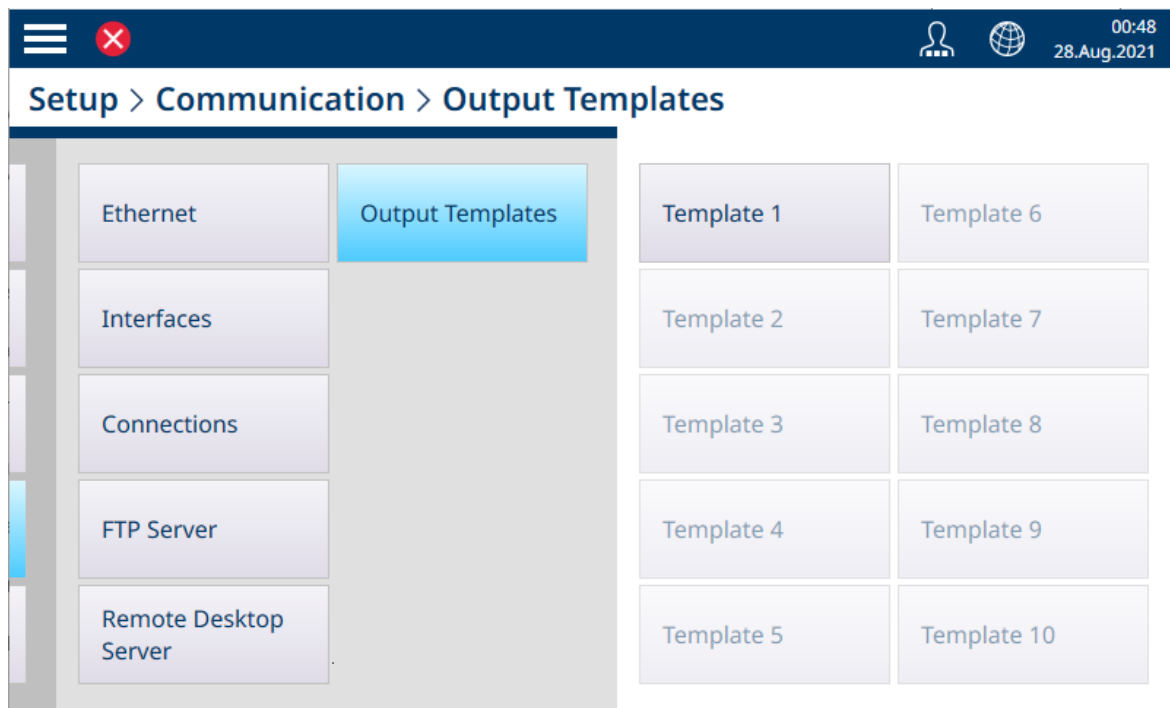 00:48
28.Aug.2021
Setup > Communication > Output Templates
Ethernet
Output Templates
Template 1
Template 6
Interfaces
Template 2
Template 7
Connections
Template 3
Template 8
FTP Server
Template 4
Template 9
Remote Desktop
Server
Template 5
Template 10